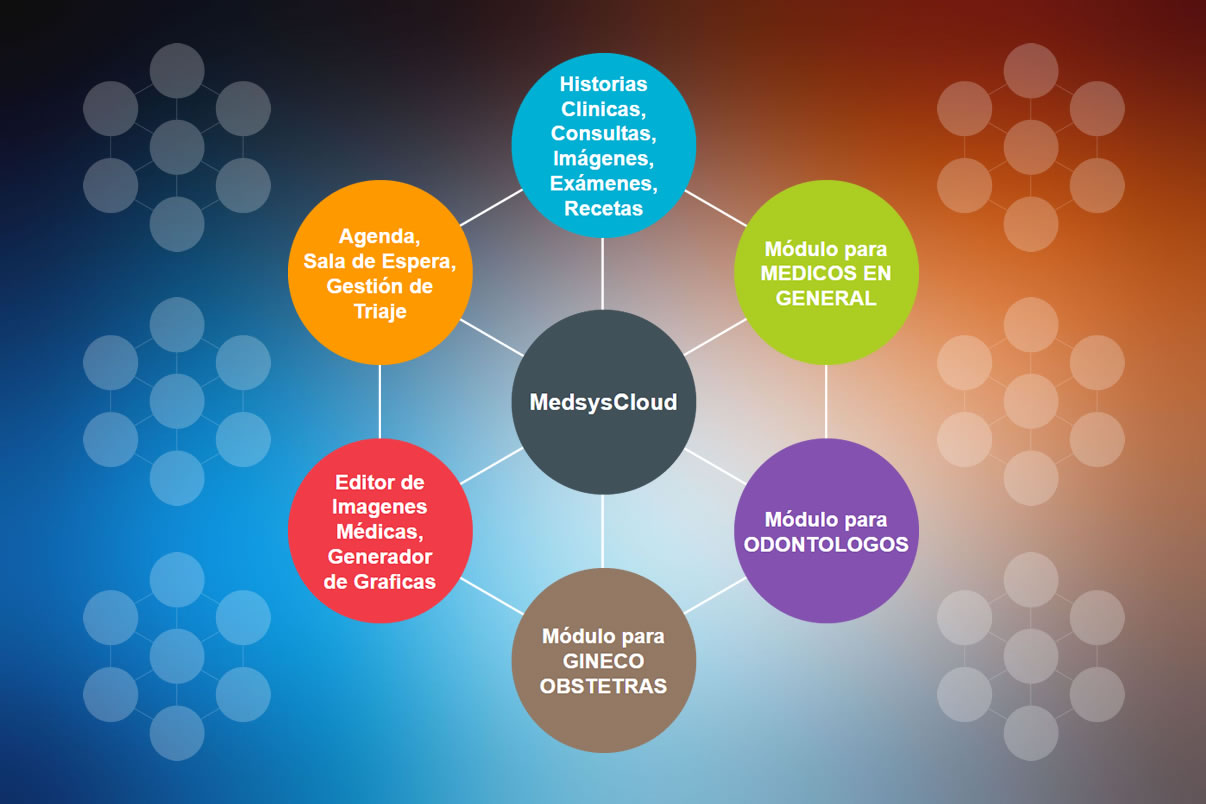 Historias
Clinicas,
Consultas,
Imágenes,
Exámenes,
Recetas
Agenda,
Sala de Espera,
Gestión de
Triaje
Módulo para
MEDICOS EN
GENERAL
MedsysCloud
Editor de
Imagenes
Médicas,
Generador
de Graficas
Módulo para
ODONTOLOGOS
Módulo para
GINECO
OBSTETRAS